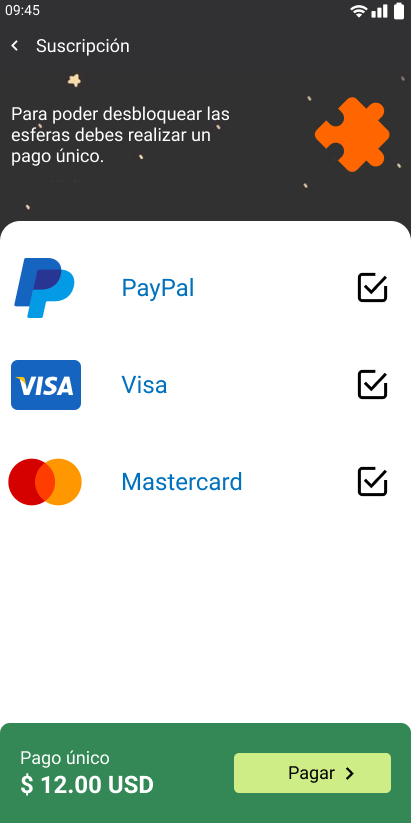 09:45
Suscripción
Para poder desbloquear las
esferas debes realizar un
pago único.
PayPal
VISA
Visa
Mastercard
Pago único
$ 12.00 USD
Pagar